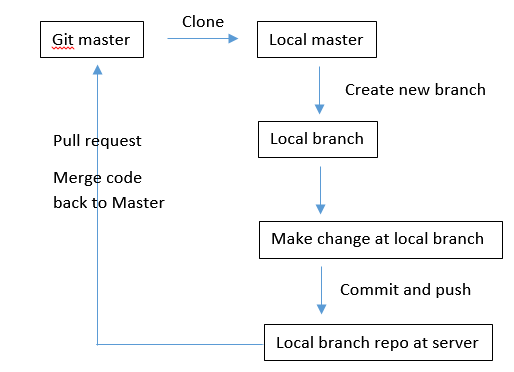 Git master
Clone
Local master
Create new branch
Local branch
Pull request
Merge code
back to Master
Make change at local branch
Commit and push
Local branch repo at server